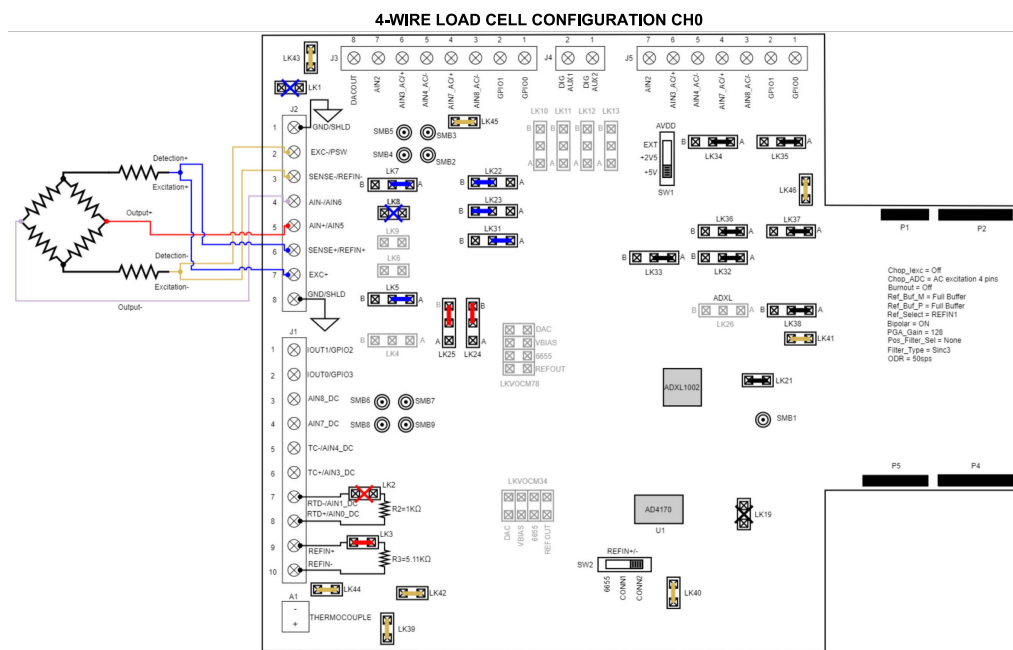 4-WIRE LOAD CELL CONFIGURATION CH0
8 7 6 5 4 3 2 1
J3
DACOUT
AIN2
AIN3_AC/+
AIN4_AC/-
AIN7_AC/+
AIN8_AC/-
GPIO1
GPIO0
2 1
J4
DIG
AUX1
DIG
AUX2
7 6 5 4 3 2 1
J5
AIN2
AIN3_AC/+
AIN4_AC/-
AIN7_AC/+
AIN8_AC/-
GPIO1
GPIO0
LK43
LK1
J2
1 GND/SHLD
2 EXC-/PSW
3 SENSE-/REFIN-
4 AIN-/AIN6
5 AIN+/AIN5
6 SENSE+/REFIN+
7 EXC+
8 GND/SHLD
Detection+
Excitation+
Output+
Detection-
Excitation-
Output-
SMB5
SMB3
SMB4
SMB2
LK45
LK7
B A
LK8
LK9
LK6
LK5
B A
B A
LK4
LK22
B A
LK23
B A
LK31
B A
B B
A A
LK25 LK24
LK10 LK11 LK12 LK13
B B B B
A A A A
AVDD
EXT
+2V5
+5V
SW1
B A
LK34
B A
LK35
LK46
LK36
B A
LK37
B A
B A
LK33
B A
LK32
ADXL
B A
LK26
B A
LK38
LK41
DAC
VBIAS
6655
REFOUT
LKVOCM78
ADXL1002
LK21
SMB1
P1 P2
Chop_Iexc = Off
Chop_ADC = AC excitation 4 pins
Burnout = Off
Ref_Buf_M = Full Buffer
Ref_Buf_P = Full Buffer
Ref_Select = REFIN1
Bipolar = ON
PGA_Gain = 128
Pos_Filter_Sel = None
Filter_Type = Sinc3
ODR = 50sps
J1
1 IOUT1/GPIO2
2 IOUT0/GPIO3
3 AIN8_DC
4 AIN7_DC
5 TC-/AIN4_DC
6 TC+/AIN3_DC
7 RTD-/AIN1_DC
8 RTD+/AIN0_DC
9 REFIN+
10 REFIN-
SMB6 SMB7
SMB8 SMB9
LK2
R2=1KΩ
LK3
R3=5.11KΩ
LKVOCM34
DAC
VBIAS
6655
REFOUT
AD4170
U1
LK19
P5 P4
REFIN+/-
SW2
6655
CONN1
CONN2
LK40
LK44
LK42
A1
-
+
THERMOCOUPLE
LK39